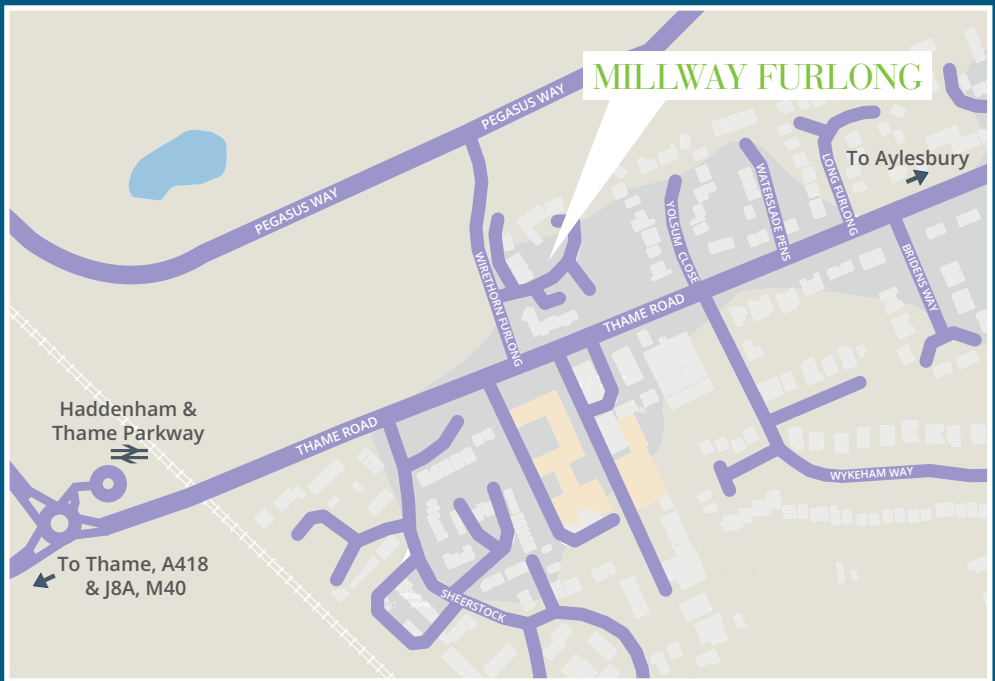 MILLWAY FURLONG
PEGASUS WAY
PEGASUS WAY
To Aylesbury
LONG FURLONG
WATERSLADE PENS
YOLSUM CLOSE
WIRETHORN FURLONG
BRIDENS WAY
THAME ROAD
THAME ROAD
Haddenham &
Thame Parkway
WYKEHAM WAY
To Thame, A418
& J8A, M40
SHEERSTOCK